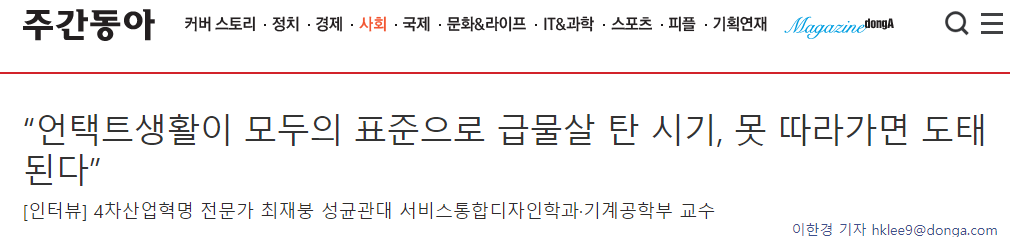 주간동아 커버 스토리 · 정치 · 경제 · 사회 · 국제 · 문화&라이프 · IT&과학 · 스포츠 · 피플 · 기획연재 Magazine dongA
“언택트생활이 모두의 표준으로 급물살 탄 시기, 못 따라가면 도태
된다”
[인터뷰] 4차산업혁명 전문가 최재붕 성균관대 서비스통합디자인학과·기계공학부 교수
이한경 기자 hklee9@donga.com